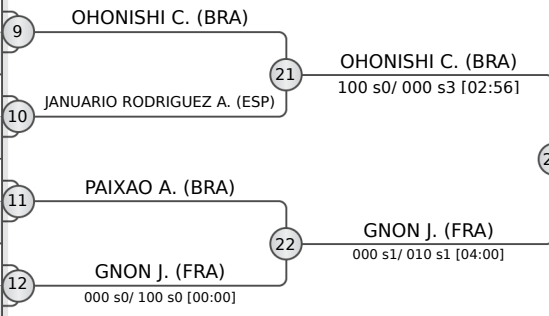 9
OHONISHI C. (BRA)
21
OHONISHI C. (BRA)
100 s0/ 000 s3 [02:56]
10
JANUARIO RODRIGUEZ A. (ESP)
11
PAIXAO A. (BRA)
22
GNON J. (FRA)
000 s1/ 010 s1 [04:00]
12
GNON J. (FRA)
000 s0/ 100 s0 [00:00]